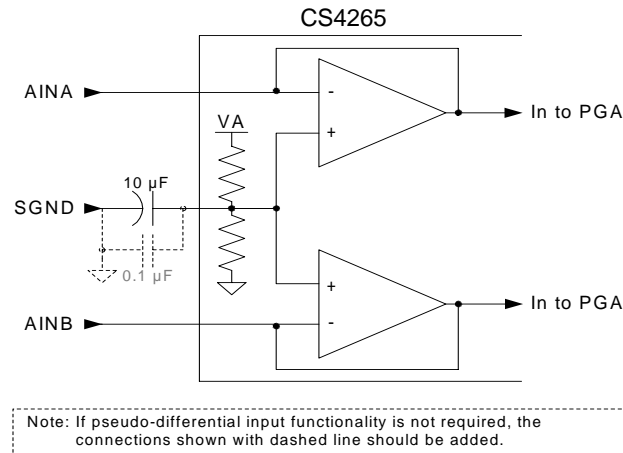 CS4265
AINA
-
In to PGA
VA
+
10 µF
SGND
0.1 µF
+
In to PGA
AINB
-
Note: If pseudo-differential input functionality is not required, the
connections shown with dashed line should be added.